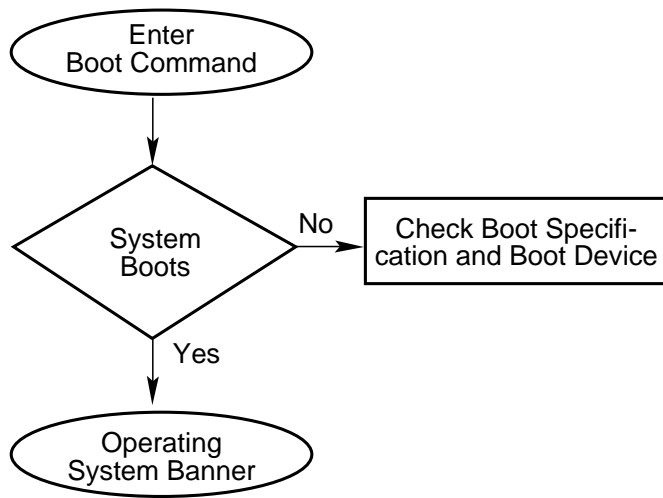 Enter
Boot Command
System
Boots
No
Check Boot Specifi-
cation and Boot Device
Yes
Operating
System Banner